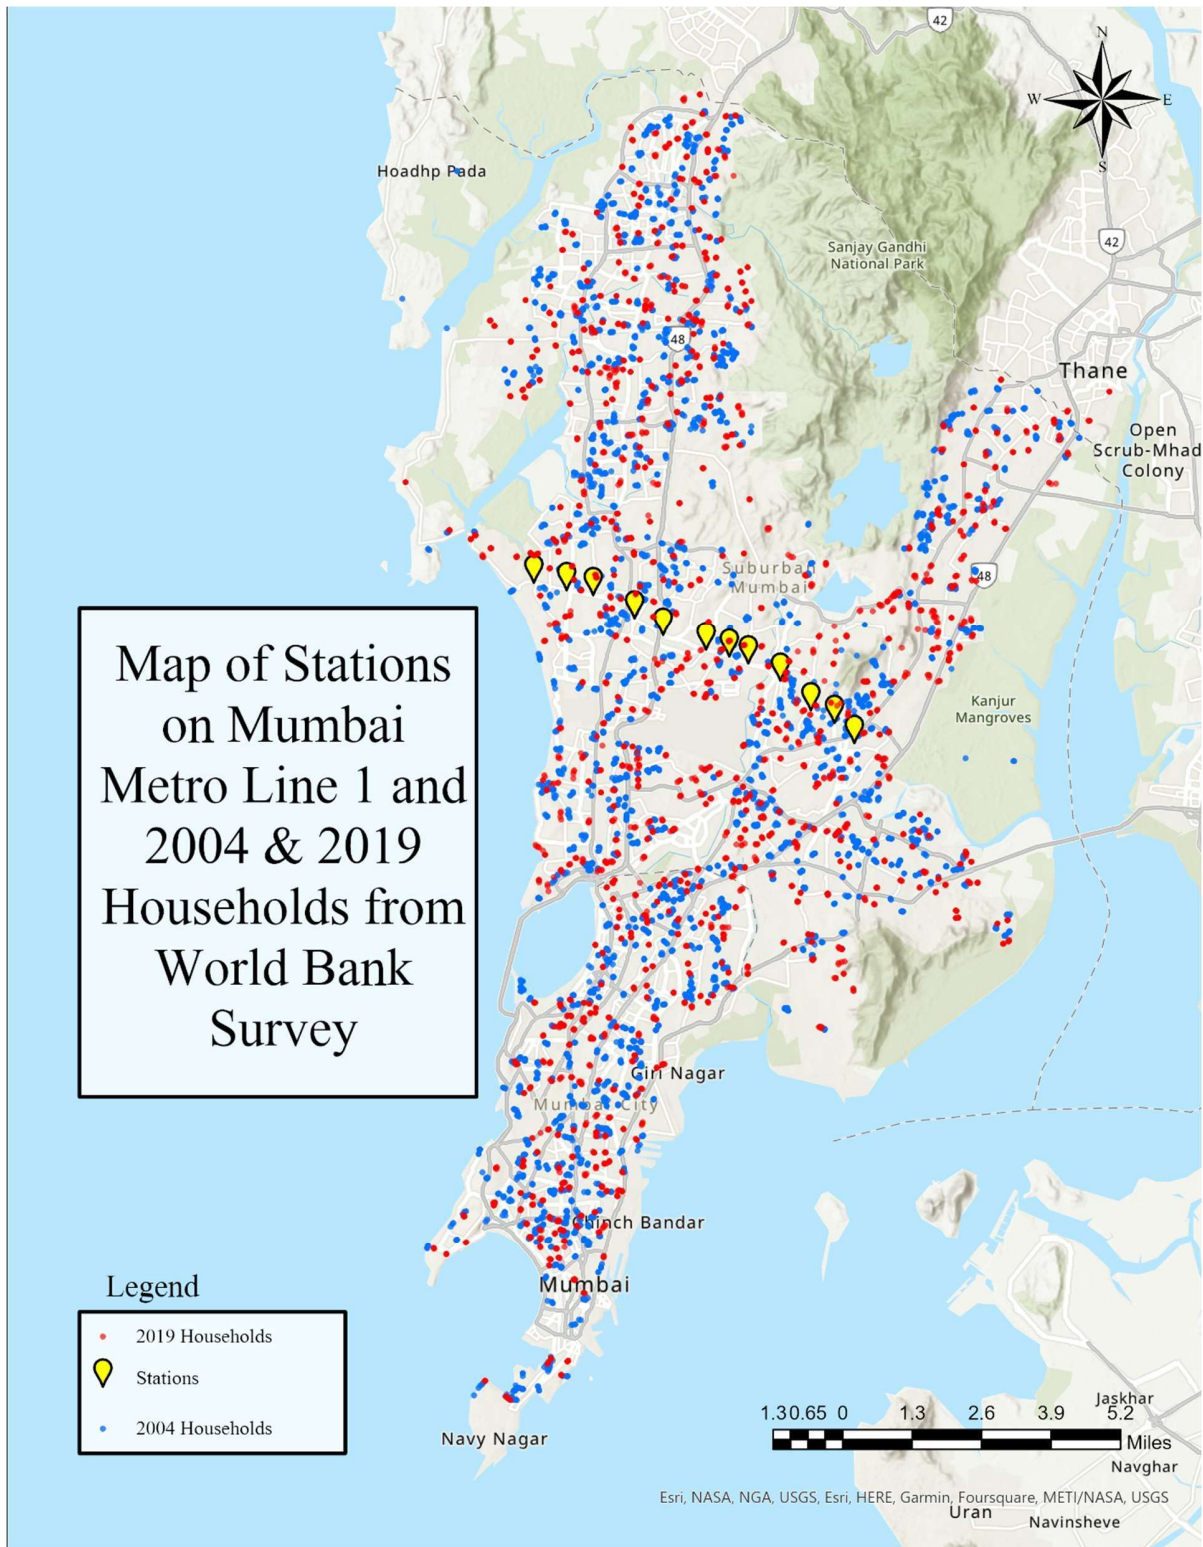 42
N
W
E
S
Hoadhp Pada
Sanjay Gandhi
National Park
42
48
Thane
Open
Scrub-Mhad
Colony
Suburban
Mumbai
48
Map of Stations
on Mumbai
Metro Line 1 and
2004 & 2019
Households from
World Bank
Survey
Kanjur
Mangroves
Giri Nagar
Mumbai City
Chinch Bandar
Mumbai
Legend
2019 Households
Stations
2004 Households
Navy Nagar
Jaskhar
1.3 0.65 0 1.3 2.6 3.9 5.2
Miles
Navghar
Esri, NASA, NGA, USGS, Esri, HERE, Garmin, Foursquare, METI/NASA, USGS
Uran
Navinsheve